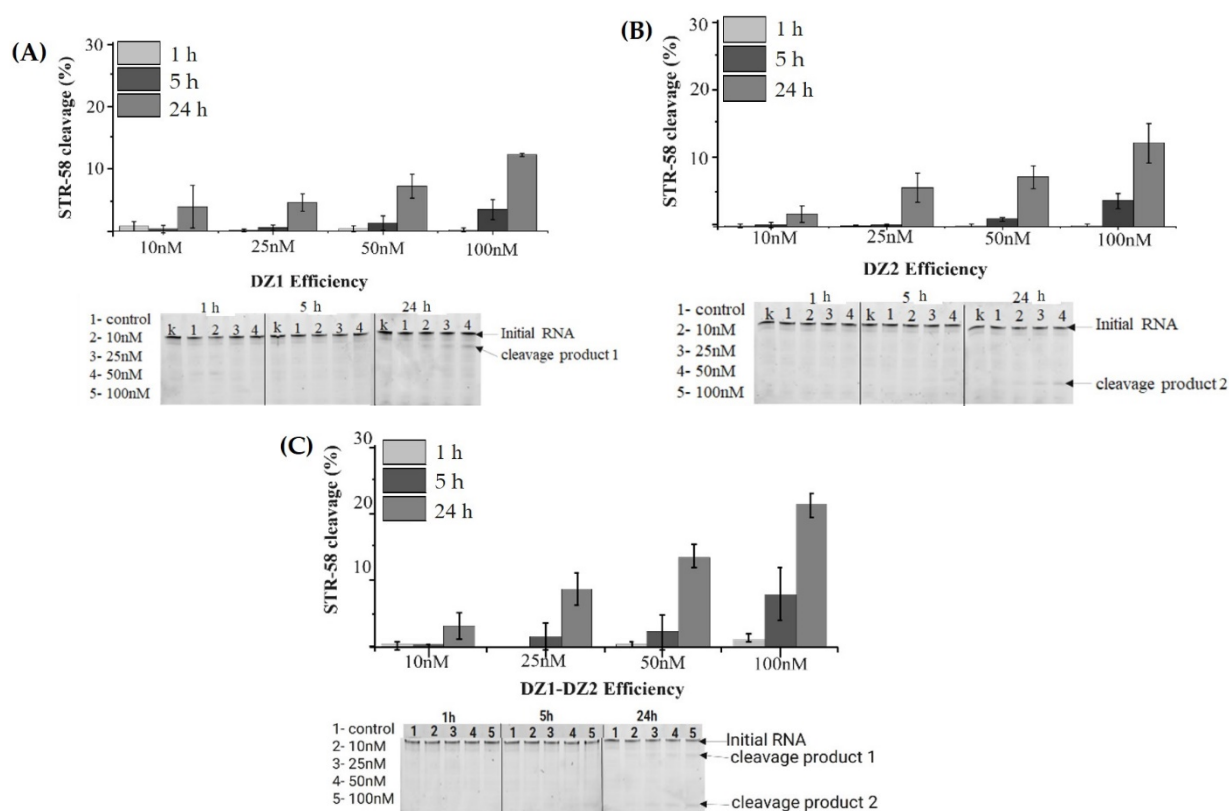 (A)
STR-58 cleavage (%)
30
20
10
0
1 h
5 h
24 h
10nM 25nM 50nM 100nM
DZ1 Efficiency
1 h 5 h 24 h
1- control
2- 10nM
3- 25nM
4- 50nM
5- 100nM
k 1 2 3 4 k 1 2 3 4 k 1 2 3 4
Initial RNA
cleavage product 1
(B)
STR-58 cleavage (%)
30
20
10
0
1 h
5 h
24 h
10nM 25nM 50nM 100nM
DZ2 Efficiency
1 h 5 h 24 h
1- control
2- 10nM
3- 25nM
4- 50nM
5- 100nM
k 1 2 3 4 k 1 2 3 4 k 1 2 3 4
Initial RNA
cleavage product 2
(C)
STR-58 cleavage (%)
30
20
10
0
1 h
5 h
24 h
10nM 25nM 50nM 100nM
DZ1-DZ2 Efficiency
1h 5h 24h
1- control
2- 10nM
3- 25nM
4- 50nM
5- 100nM
1 2 3 4 5 1 2 3 4 5 1 2 3 4 5
Initial RNA
cleavage product 1
cleavage product 2